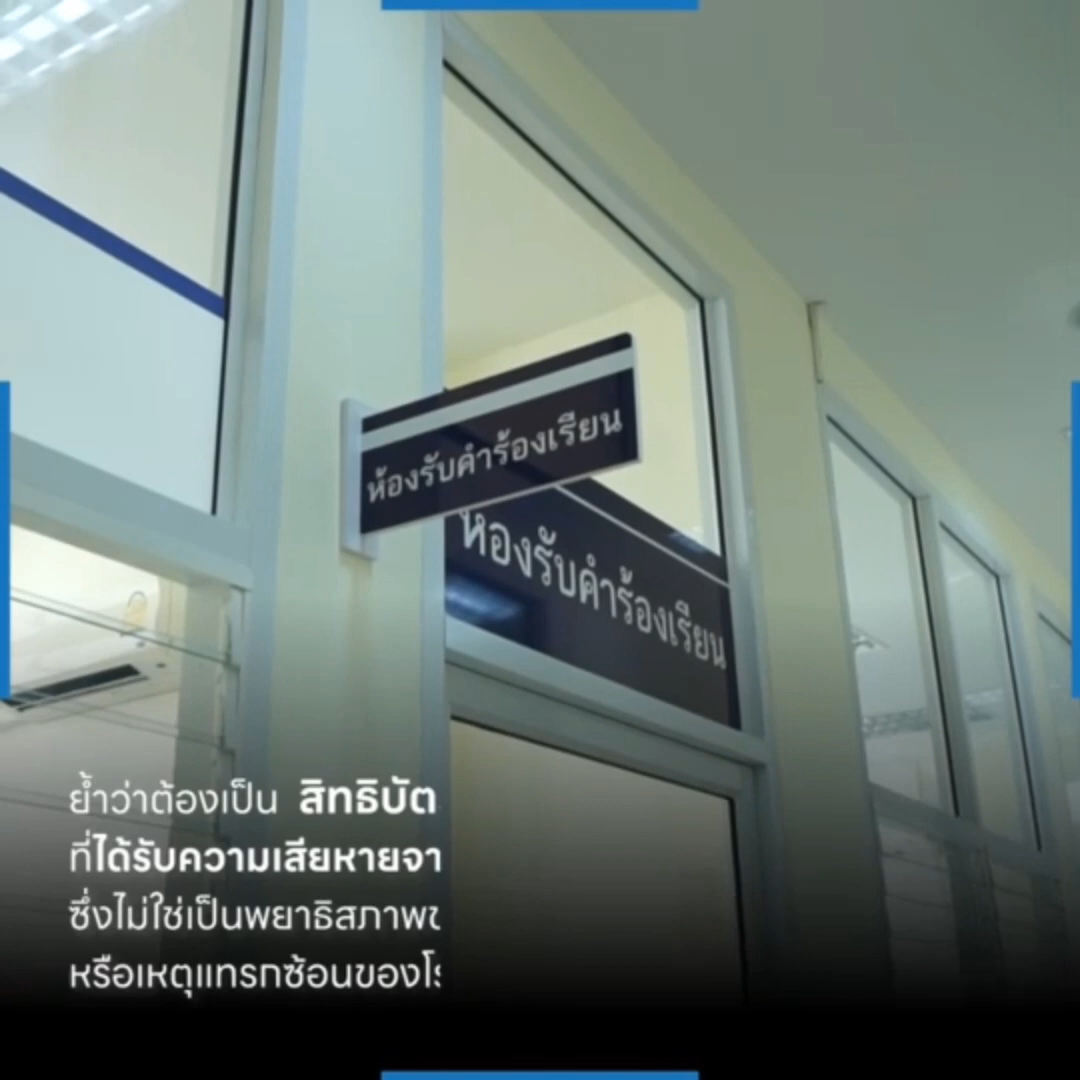 ห้องรับคำร้องเรียน
ห้องรับคำร้องเรียน
ย้ำว่าต้องเป็น สิทธิบัต
ที่ได้รับความเสียหายจา
ซึ่งไม่ใช่เป็นพยาธิสภาพข
หรือเหตุแทรกซ้อนของโร